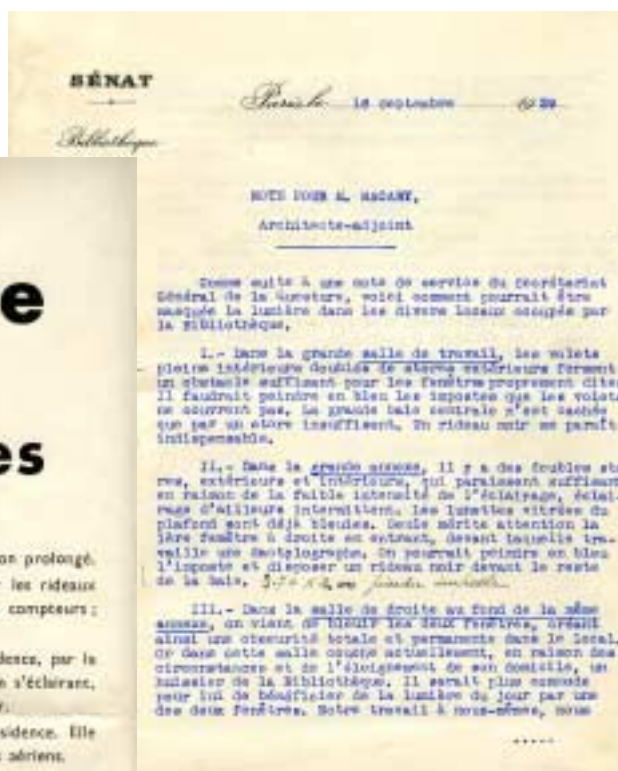 SÉNAT
Bibliothèque
Paris, le 18 septembre 1939
NOTE POUR M. MACARY,
Architecte-adjoint
Comme suite à une note de service du Secrétariat
Général de la Questure, voici comment pourrait être
masquée la lumière dans les divers locaux occupés par
la Bibliothèque.
I.- Dans la grande salle de travail, les volets
pleins intérieurs doublés de stores extérieurs forment
un obstacle suffisant pour les fenêtres proprement dites
Il faudrait peindre en bleu les impostes que les volets
ne couvrent pas. La grande baie centrale n'est cachée
que par un store insuffisant. Un rideau noir me paraît
indispensable.
II.- Dans la grande annexe, il y a des doubles sto-
res, extérieurs et intérieurs, qui paraissent suffisants
en raison de la faible intensité de l'éclairage, éclai-
rage d'ailleurs intermittent. Les lunettes vitrées du
plafond sont déjà bleuies. Seule mérite attention la
1ère fenêtre à droite en entrant, devant laquelle tra-
vaille une dactylographe. On pourrait peindre en bleu
l'imposte et disposer un rideau noir devant le reste
de la baie.
III.- Dans la salle de droite au fond de la même
annexe, on vient de bleuir les deux fenêtres, créant
ainsi une obscurité totale et permanente dans le local.
Or dans cette salle couche actuellement, en raison des
circonstances et de l'éloignement de son domicile, un
huissier de la Bibliothèque. Il serait plus commode
pour lui de bénéficier de la lumière du jour par une
des deux fenêtres. Notre travail à nous-mêmes, nous
.....
e
es
on prolongé.
les rideaux
compteurs ;
dence, par la
n s'éclairant,
r.
sidence. Elle
s aériens.